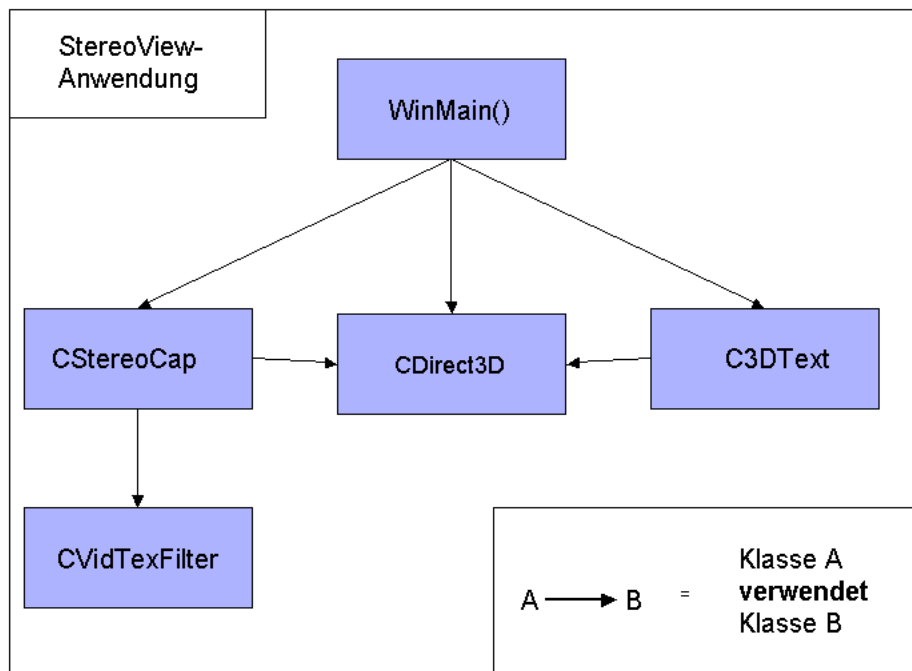 StereoView-
Anwendung
WinMain()
CStereoCap
CDirect3D
C3DText
CVidTexFilter
A B =
Klasse A
verwendet
Klasse B